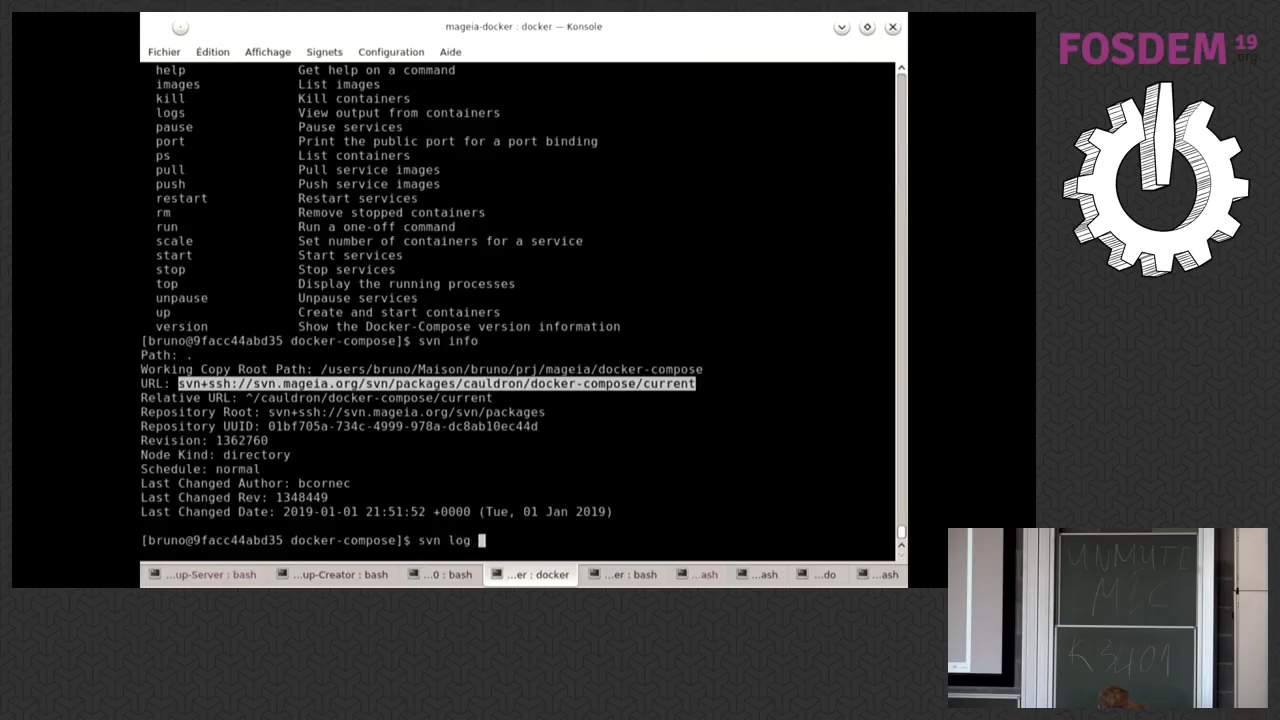 mageia-docker : docker — Konsole
Fichier Édition Affichage Signets Configuration Aide
help Get help on a command
images List images
kill Kill containers
logs View output from containers
pause Pause services
port Print the public port for a port binding
ps List containers
pull Pull service images
push Push service images
restart Restart services
rm Remove stopped containers
run Run a one-off command
scale Set number of containers for a service
start Start services
stop Stop services
top Display the running processes
unpause Unpause services
up Create and start containers
version Show the Docker-Compose version information
[bruno@9facc44abd35 docker-compose]$ svn info
Path: .
Working Copy Root Path: /users/bruno/Maison/bruno/prj/mageia/docker-compose
URL: svn+ssh://svn.mageia.org/svn/packages/cauldron/docker-compose/current
Relative URL: ^/cauldron/docker-compose/current
Repository Root: svn+ssh://svn.mageia.org/svn/packages
Repository UUID: 01bf705a-734c-4999-978a-dc8ab10ec44d
Revision: 1362760
Node Kind: directory
Schedule: normal
Last Changed Author: bcornec
Last Changed Rev: 1348449
Last Changed Date: 2019-01-01 21:51:52 +0000 (Tue, 01 Jan 2019)
[bruno@9facc44abd35 docker-compose]$ svn log
...up-Server : bash ...up-Creator : bash ...0 : bash ...er : docker ...er : bash ...ash ...ash ...do ...ash
FOSDEM 19
.org
UNMUTE
MIC
K3401